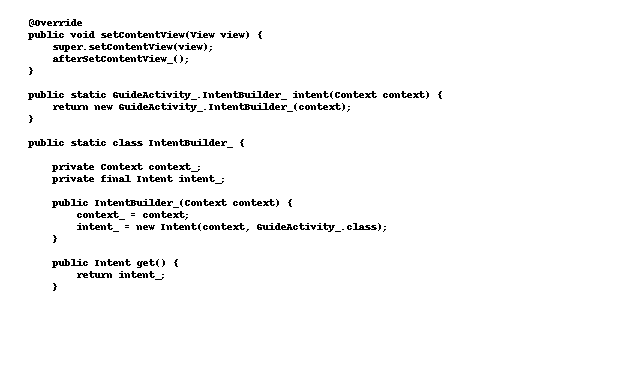 @Override
public void setContentView(View view) {
    super.setContentView(view);
    afterSetContentView_();
}

public static GuideActivity_.IntentBuilder_ intent(Context context) {
    return new GuideActivity_.IntentBuilder_(context);
}

public static class IntentBuilder_ {

    private Context context_;
    private final Intent intent_;

    public IntentBuilder_(Context context) {
        context_ = context;
        intent_ = new Intent(context, GuideActivity_.class);
    }

    public Intent get() {
        return intent_;
    }